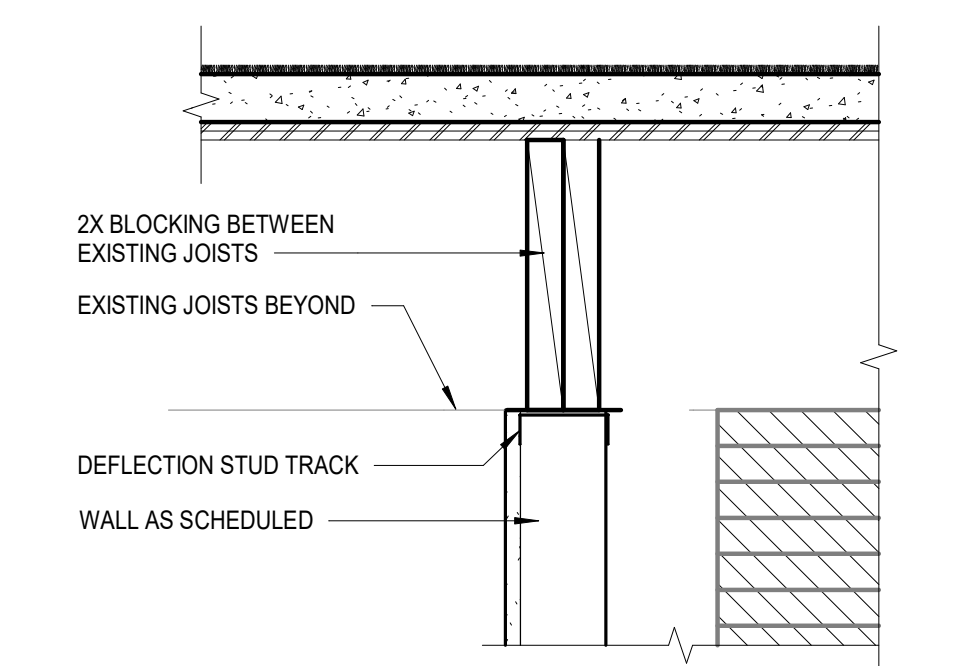 2X BLOCKING BETWEEN
EXISTING JOISTS
EXISTING JOISTS BEYOND
DEFLECTION STUD TRACK
WALL AS SCHEDULED